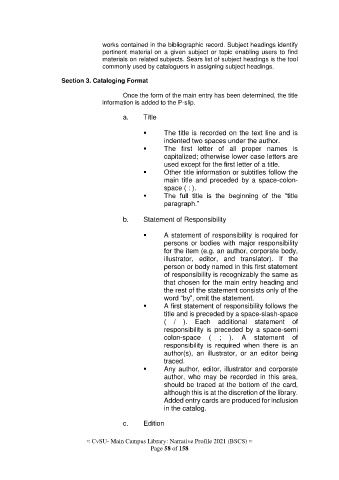 works contained in the bibliographic record. Subject headings identify
pertinent material on a given subject or topic enabling users to find
materials on related subjects. Sears list of subject headings is the tool
commonly used by cataloguers in assigning subject headings.
Section 3. Cataloging Format
Once the form of the main entry has been determined, the title
information is added to the P-slip.
a. Title
▪ The title is recorded on the text line and is
indented two spaces under the author.
▪ The first letter of all proper names is
capitalized; otherwise lower case letters are
used except for the first letter of a title.
▪ Other title information or subtitles follow the
main title and preceded by a space-colon-
space ( : ).
▪ The full title is the beginning of the "title
paragraph."
b. Statement of Responsibility
▪ A statement of responsibility is required for
persons or bodies with major responsibility
for the item (e.g. an author, corporate body,
illustrator, editor, and translator). If the
person or body named in this first statement
of responsibility is recognizably the same as
that chosen for the main entry heading and
the rest of the statement consists only of the
word "by", omit the statement.
▪ A first statement of responsibility follows the
title and is preceded by a space-slash-space
( / ). Each additional statement of
responsibility is preceded by a space-semi
colon-space ( ; ). A statement of
responsibility is required when there is an
author(s), an illustrator, or an editor being
traced.
▪ Any author, editor, illustrator and corporate
author, who may be recorded in this area,
should be traced at the bottom of the card,
although this is at the discretion of the library.
Added entry cards are produced for inclusion
in the catalog.
c. Edition
= CvSU- Main Campus Library: Narrative Profile 2021 (BSCS) =
Page 58 of 158